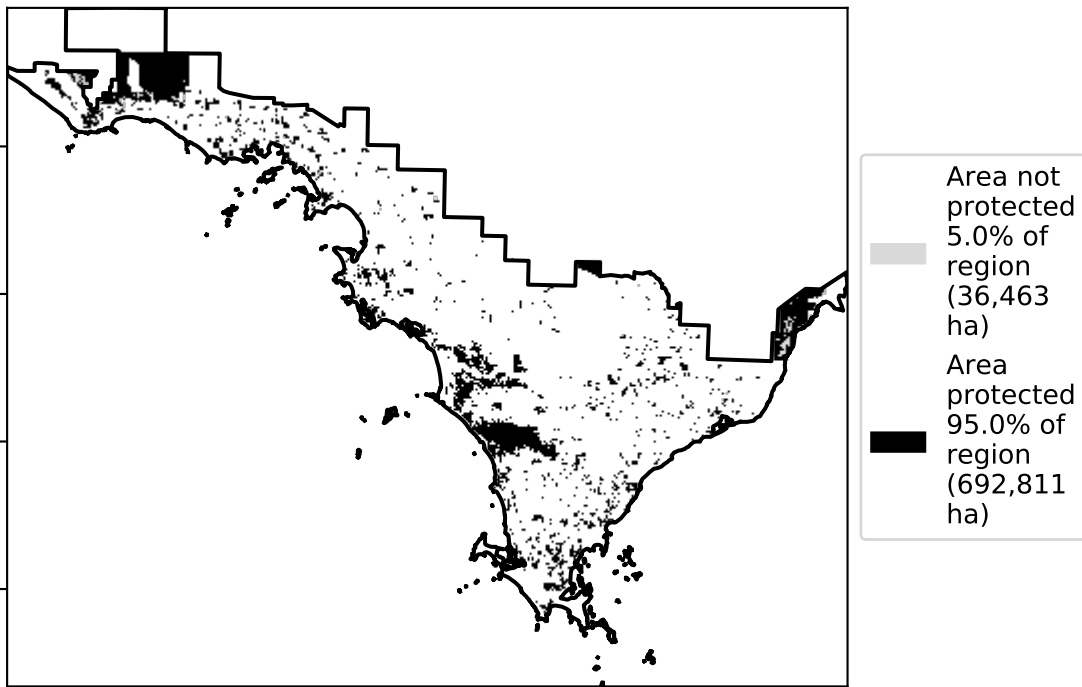 Area not
protected
5.0% of
region
(36,463
ha)
Area
protected
95.0% of
region
(692,811
ha)